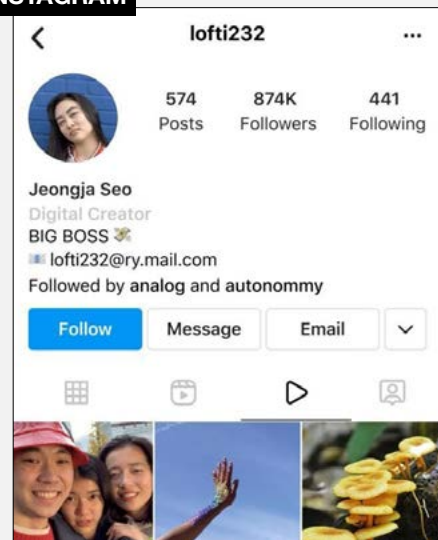 INSTAGRAM
lofti232
574 874K 441
Posts Followers Following
Jeongja Seo
Digital Creator
BIG BOSS 💸
📧 lofti232@ry.mail.com
Followed by analog and autonommy
Follow Message Email